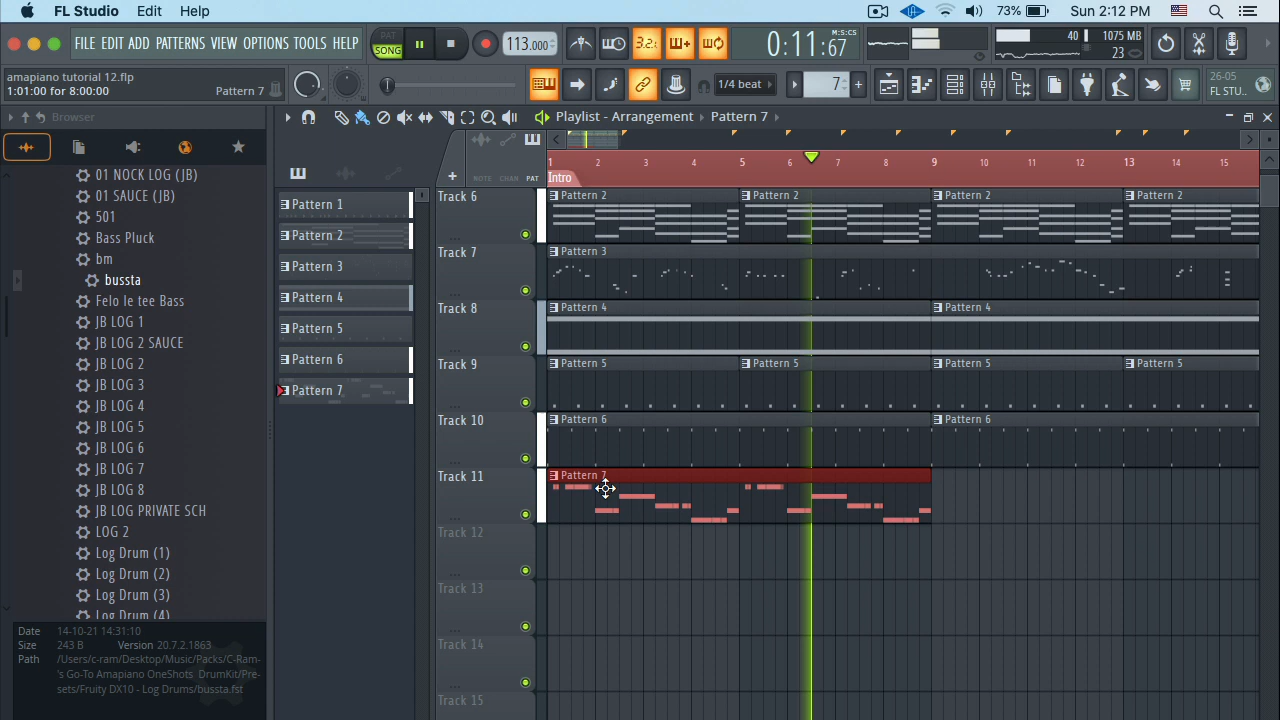 FL Studio Edit Help 73% Sun 2:12 PM
FILE EDIT ADD PATTERNS VIEW OPTIONS TOOLS HELP
PAT
SONG
113.000
3.2.
M:S:CS
0:11:67
40
1075 MB
23
amapiano tutorial 12.flp
1:01:00 for 8:00:00
Pattern 7
1/4 beat
7
26-05
FL STU..
Browser
Playlist - Arrangement
Pattern 7
NOTE CHAN PAT
1 2 3 4 5 6 7 8 9 10 11 12 13 14 15
Intro
01 NOCK LOG (JB)
01 SAUCE (JB)
501
Bass Pluck
bm
bussta
Felo le tee Bass
JB LOG 1
JB LOG 2 SAUCE
JB LOG 2
JB LOG 3
JB LOG 4
JB LOG 5
JB LOG 6
JB LOG 7
JB LOG 8
JB LOG PRIVATE SCH
LOG 2
Log Drum (1)
Log Drum (2)
Log Drum (3)
Log Drum (4)
Date 14-10-21 14:31:10
Size 243 B Version 20.7.2.1863
Path /Users/c-ram/Desktop/Music/Packs/C-Ram-
's Go-To Amapiano OneShots DrumKit/Pre-
sets/Fruity DX10 - Log Drums/bussta.fst
Pattern 1
Pattern 2
Pattern 3
Pattern 4
Pattern 5
Pattern 6
Pattern 7
Track 6
Pattern 2 Pattern 2 Pattern 2 Pattern 2
Track 7
Pattern 3
Track 8
Pattern 4 Pattern 4
Track 9
Pattern 5 Pattern 5 Pattern 5 Pattern 5
Track 10
Pattern 6 Pattern 6
Track 11
Pattern 7
Track 12
Track 13
Track 14
Track 15